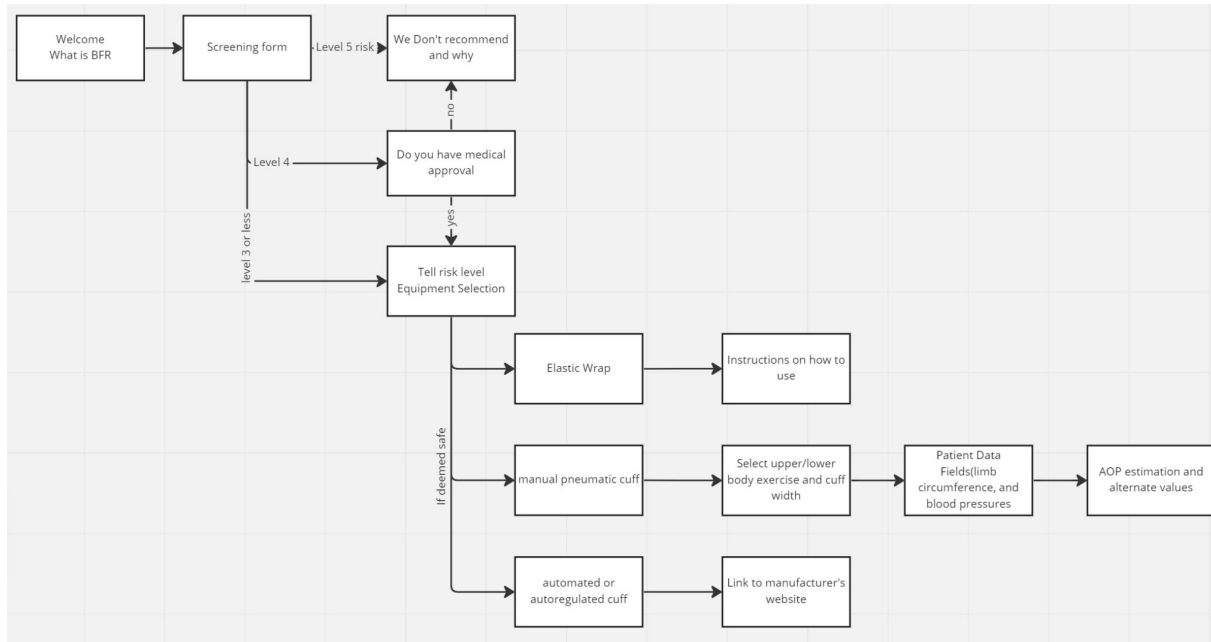 Welcome
What is BFR
Screening form
Level 5 risk
We Don't recommend
and why
no
Level 4
Do you have medical
approval
yes
level 3 or less
Tell risk level
Equipment Selection
If deemed safe
Elastic Wrap
Instructions on how to
use
manual pneumatic cuff
Select upper/lower
body exercise and cuff
width
Patient Data
Fields(limb
circumference, and
blood pressures
AOP estimation and
alternate values
automated or
autoregulated cuff
Link to manufacturer's
website